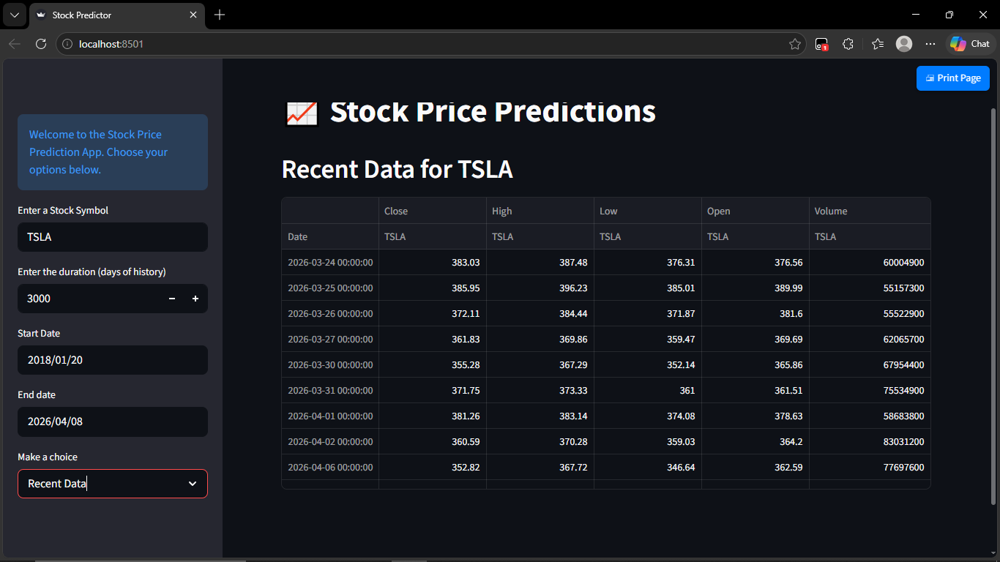 Stock Predictor
localhost:8501
1
Chat
Print Page
Welcome to the Stock Price
Prediction App. Choose your
options below.
Enter a Stock Symbol
TSLA
Enter the duration (days of history)
3000
Start Date
2018/01/20
End date
2026/04/08
Make a choice
Recent Data
Stock Price Predictions
Recent Data for TSLA
Close High Low Open Volume
Date TSLA TSLA TSLA TSLA TSLA
2026-03-24 00:00:00 383.03 387.48 376.31 376.56 60004900
2026-03-25 00:00:00 385.95 396.23 385.01 389.99 55157300
2026-03-26 00:00:00 372.11 384.44 371.87 381.6 55522900
2026-03-27 00:00:00 361.83 369.86 359.47 369.69 62065700
2026-03-30 00:00:00 355.28 367.29 352.14 365.86 67954400
2026-03-31 00:00:00 371.75 373.33 361 361.51 75534900
2026-04-01 00:00:00 381.26 383.14 374.08 378.63 58683800
2026-04-02 00:00:00 360.59 370.28 359.03 364.2 83031200
2026-04-06 00:00:00 352.82 367.72 346.64 362.59 77697600